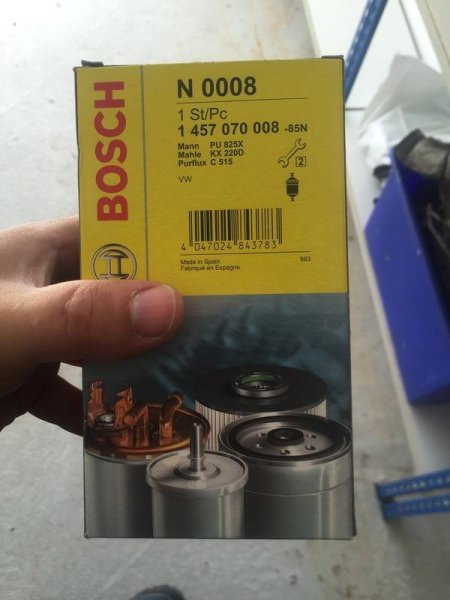 BOSCH
N 0008
1 St/Pc
1 457 070 008 -85N
Mann PU 825X
Mahle KX 220D
Purflux C 515
2
VW
4 047024 843783
Made in Spain
Fabriqué en Espagne
983